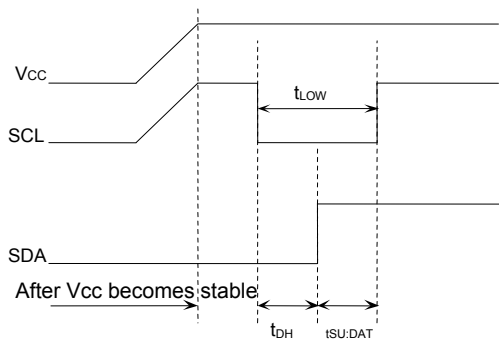 VCC
tLOW
SCL
SDA
After Vcc becomes stable
tDH
tSU:DAT